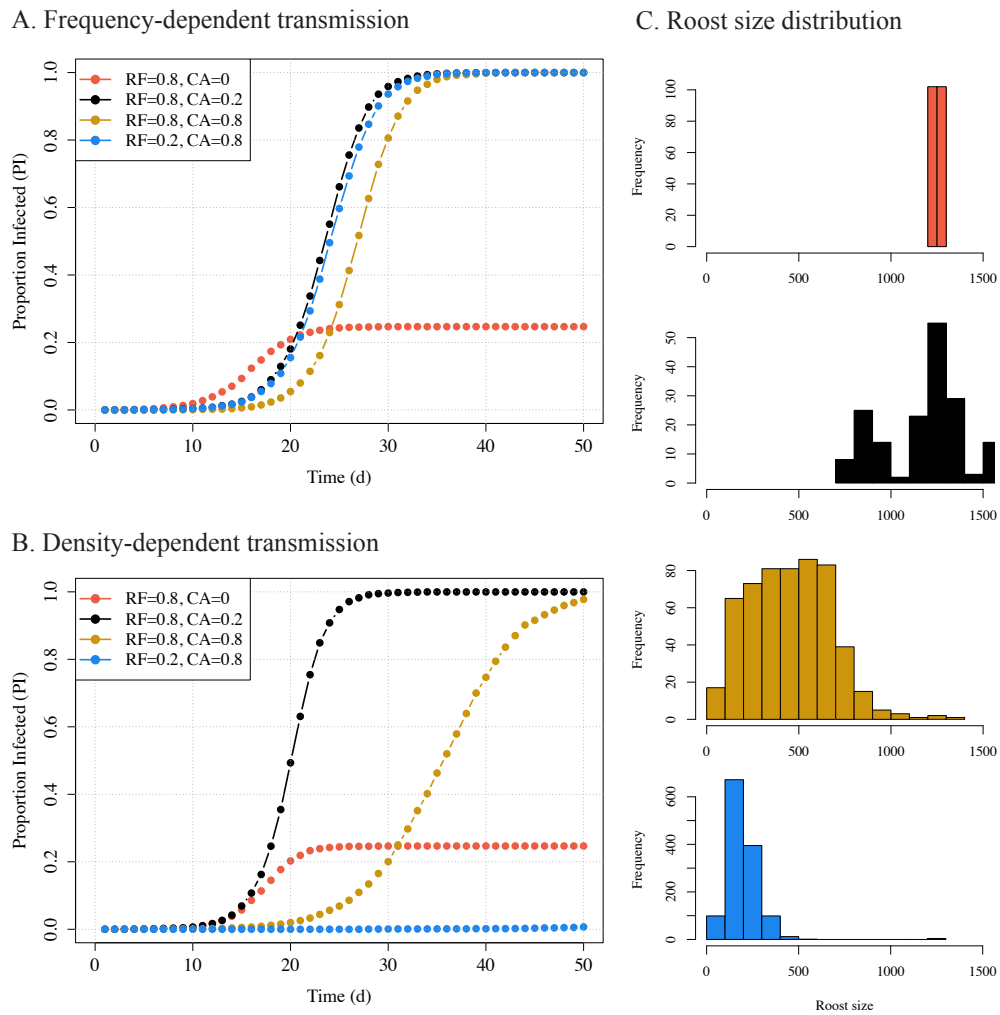 A. Frequency-dependent transmission
RF=0.8, CA=0
RF=0.8, CA=0.2
RF=0.8, CA=0.8
RF=0.2, CA=0.8
Proportion Infected (PI)
0.0 0.2 0.4 0.6 0.8 1.0
0 10 20 30 40 50
Time (d)
B. Density-dependent transmission
RF=0.8, CA=0
RF=0.8, CA=0.2
RF=0.8, CA=0.8
RF=0.2, CA=0.8
Proportion Infected (PI)
0.0 0.2 0.4 0.6 0.8 1.0
0 10 20 30 40 50
Time (d)
C. Roost size distribution
Frequency
0 20 40 60 80 100
0 500 1000 1500
Frequency
0 10 20 30 40 50
0 500 1000 1500
Frequency
0 20 40 60 80
0 500 1000 1500
Frequency
0 200 400 600
0 500 1000 1500
Roost size